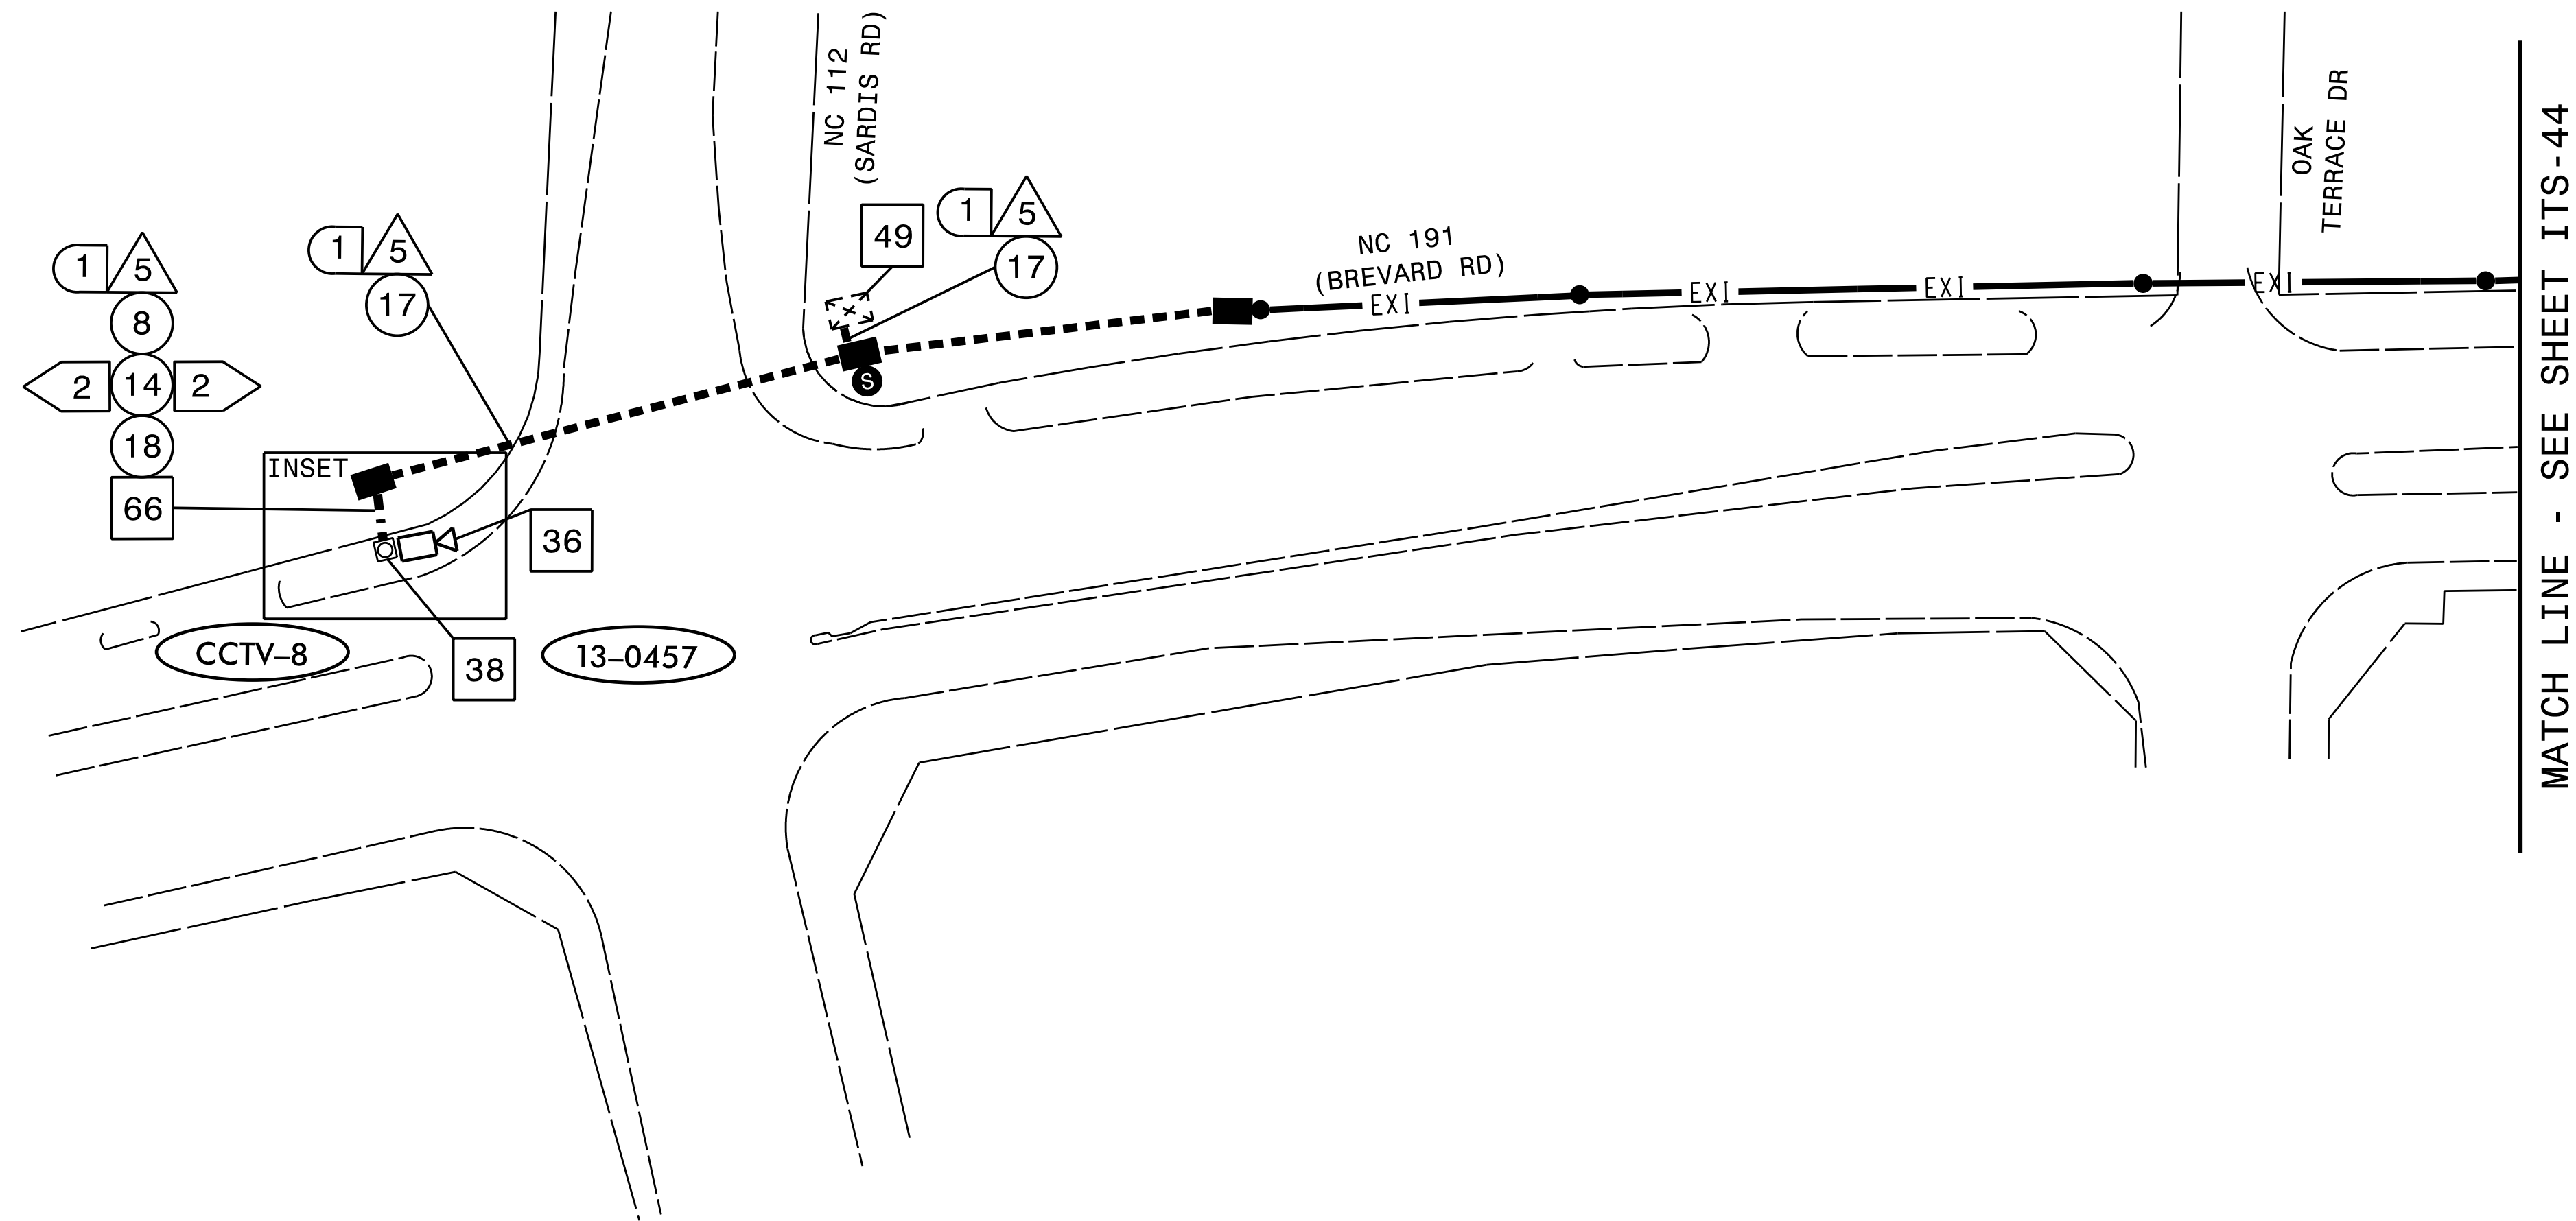 NC 112
(SARDIS RD)
OAK
TERRACE DR
MATCH LINE - SEE SHEET ITS-44
1
5
17
49
1
5
17
NC 191
(BREVARD RD)
EXI
EXI
EXI
EXI
1
5
8
2
14
2
18
66
S
INSET
36
38
CCTV-8
13-0457